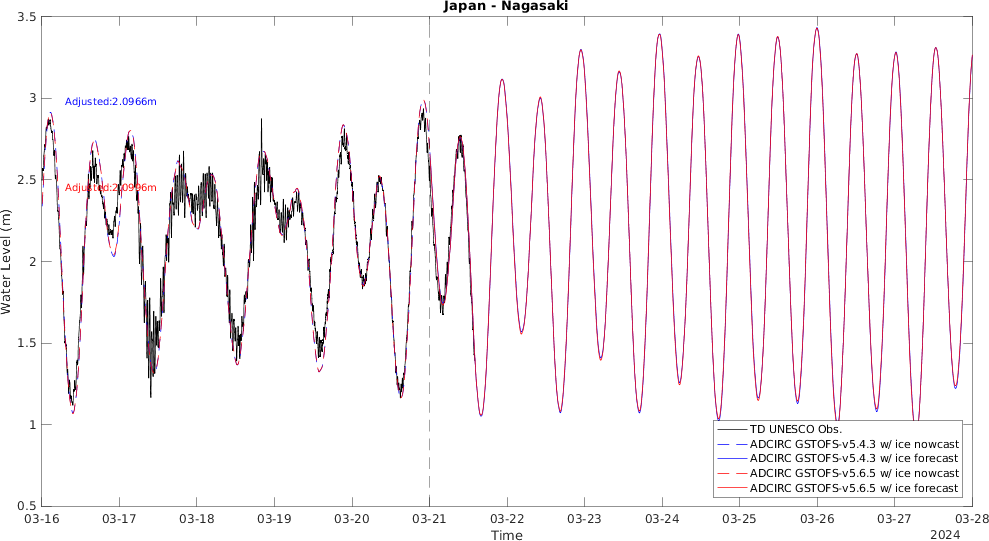 Japan - Nagasaki
3.5
3
2.5
2
1.5
1
0.5
Water Level (m)
Adjusted:2.0966m
Adjusted:2.0996m
TD UNESCO Obs.
ADCIRC GSTOFS-v5.4.3 w/ ice nowcast
ADCIRC GSTOFS-v5.4.3 w/ ice forecast
ADCIRC GSTOFS-v5.6.5 w/ ice nowcast
ADCIRC GSTOFS-v5.6.5 w/ ice forecast
03-16 03-17 03-18 03-19 03-20 03-21 03-22 03-23 03-24 03-25 03-26 03-27 03-28
Time
2024